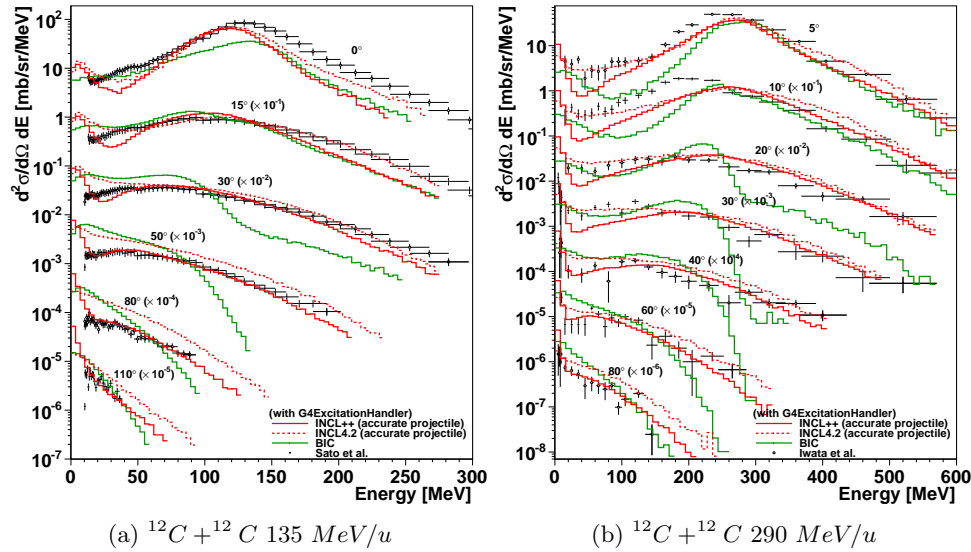 d²σ/dΩ dE [mb/sr/MeV]
10²
10
1
10⁻¹
10⁻²
10⁻³
10⁻⁴
10⁻⁵
10⁻⁶
10⁻⁷
0°
15° (× 10⁻¹)
30° (× 10⁻²)
50° (× 10⁻³)
80° (× 10⁻⁴)
110° (× 10⁻⁵)
(with G4ExcitationHandler)
INCL++ (accurate projectile)
INCL4.2 (accurate projectile)
BIC
Sato et al.
0 50 100 150 200 250 300
Energy [MeV]
(a) ¹²C +¹² C 135 MeV/u
d²σ/dΩ dE [mb/sr/MeV]
10
1
10⁻¹
10⁻²
10⁻³
10⁻⁴
10⁻⁵
10⁻⁶
10⁻⁷
10⁻⁸
5°
10° (× 10⁻¹)
20° (× 10⁻²)
30° (× 10⁻³)
40° (× 10⁻⁴)
60° (× 10⁻⁵)
80° (× 10⁻⁶)
(with G4ExcitationHandler)
INCL++ (accurate projectile)
INCL4.2 (accurate projectile)
BIC
Iwata et al.
0 100 200 300 400 500 600
Energy [MeV]
(b) ¹²C +¹² C 290 MeV/u